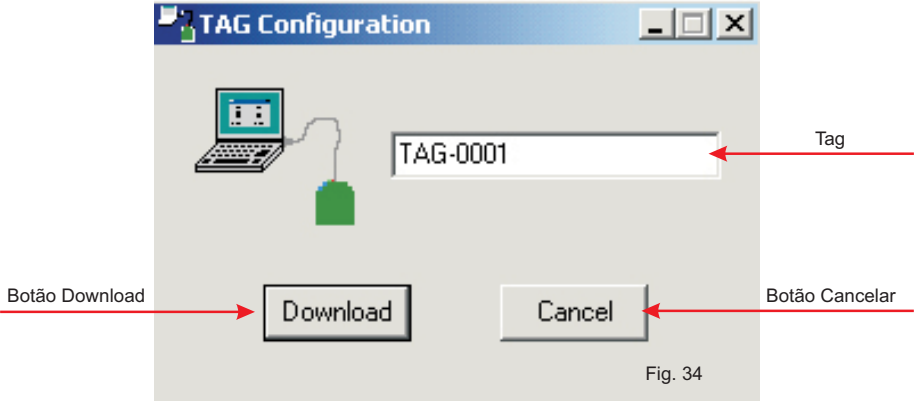 TAG Configuration
TAG-0001
Tag
Botão Download
Download
Cancel
Botão Cancelar
Fig. 34